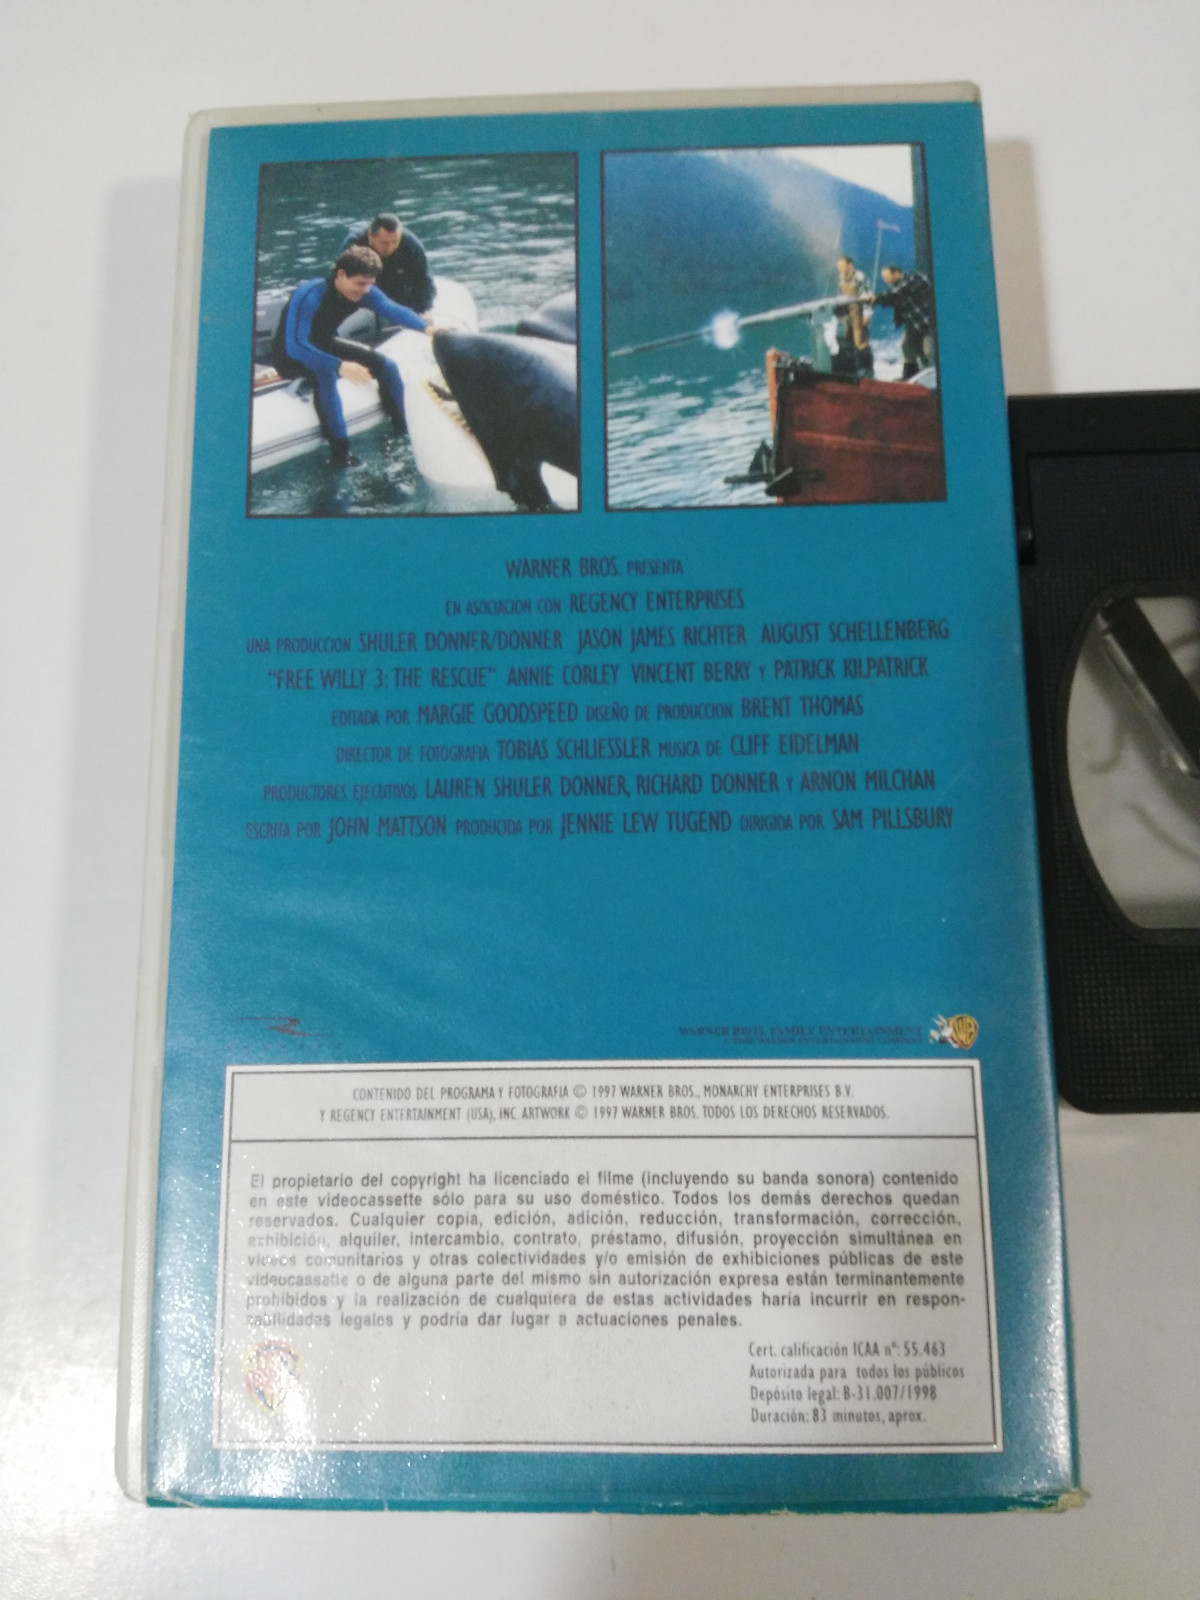 WARNER BROS. PRESENTA
EN ASOCIACION CON REGENCY ENTERPRISES
UNA PRODUCCION SHULER DONNER/DONNER JASON JAMES RICHTER AUGUST SCHELLENBERG
"FREE WILLY 3: THE RESCUE" ANNIE CORLEY VINCENT BERRY Y PATRICK KILPATRICK
EDITADA POR MARGIE GOODSPEED DISEÑO DE PRODUCCION BRENT THOMAS
DIRECTOR DE FOTOGRAFIA TOBIAS SCHLIESSLER MUSICA DE CLIFF EIDELMAN
PRODUCTORES EJECUTIVOS LAUREN SHULER DONNER, RICHARD DONNER Y ARNON MILCHAN
ESCRITA POR JOHN MATTSON PRODUCIDA POR JENNIE LEW TUGEND DIRIGIDA POR SAM PILLSBURY
WARNER BROS. FAMILY ENTERTAINMENT
A TIME WARNER ENTERTAINMENT COMPANY
WB
CONTENIDO DEL PROGRAMA Y FOTOGRAFIA © 1997 WARNER BROS., MONARCHY ENTERPRISES B.V.
Y REGENCY ENTERTAINMENT (USA), INC. ARTWORK © 1997 WARNER BROS. TODOS LOS DERECHOS RESERVADOS.
El propietario del copyright ha licenciado el filme (incluyendo su banda sonora) contenido
en este videocassette sólo para su uso doméstico. Todos los demás derechos quedan
reservados. Cualquier copia, edición, adición, reducción, transformación, corrección,
exhibición, alquiler, intercambio, contrato, préstamo, difusión, proyección simultánea en
videos comunitarios y otras colectividades y/o emisión de exhibiciones públicas de este
videocassette o de alguna parte del mismo sin autorización expresa están terminantemente
prohibidos y la realización de cualquiera de estas actividades haría incurrir en respon-
sabilidades legales y podría dar lugar a actuaciones penales.
Cert. calificación ICAA nº: 55.463
Autorizada para todos los públicos
Depósito legal: B-31.007/1998
Duración: 83 minutos, aprox.